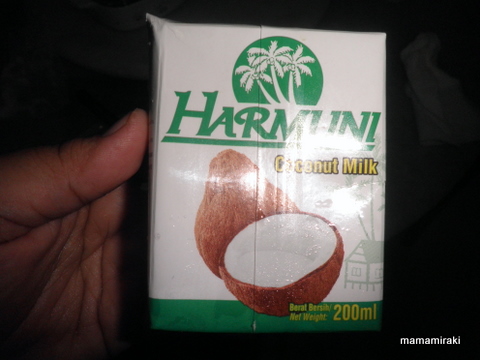 HARMUNI
Coconut Milk
Berat Bersih/
Net Weight: 200ml
mamamiraki